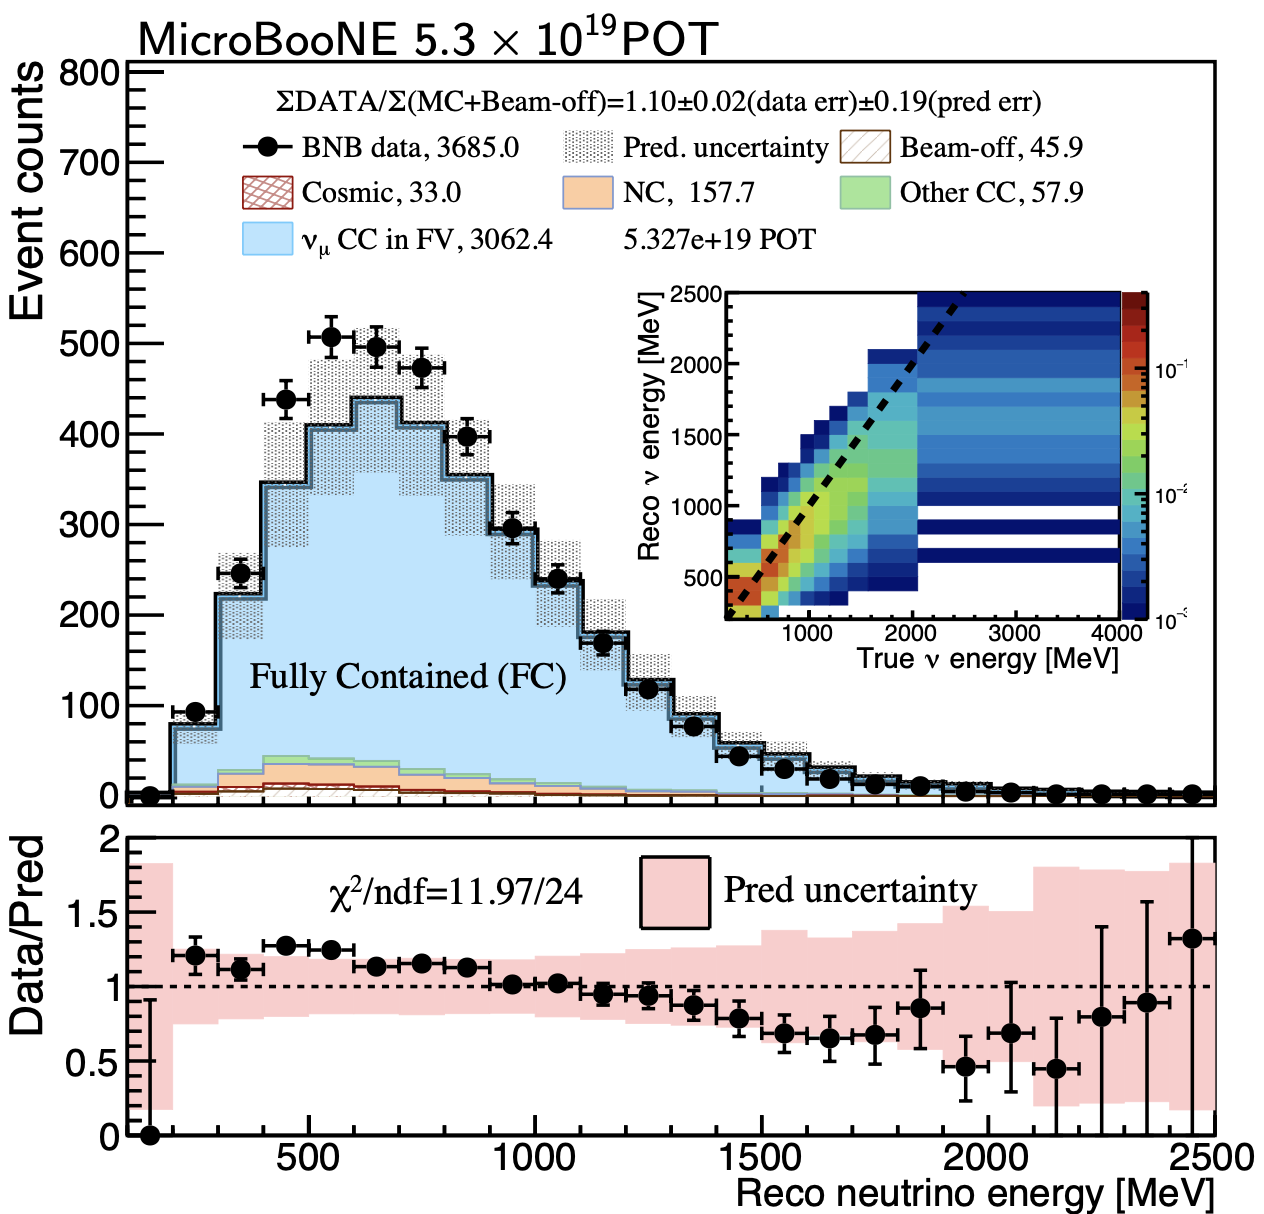 MicroBooNE 5.3 × 10¹⁹POT
Event counts
800
700
600
500
400
300
200
100
0
ΣDATA/Σ(MC+Beam-off)=1.10±0.02(data err)±0.19(pred err)
BNB data, 3685.0
Pred. uncertainty
Beam-off, 45.9
Cosmic, 33.0
NC, 157.7
Other CC, 57.9
νμ CC in FV, 3062.4
5.327e+19 POT
Reco ν energy [MeV]
2500
2000
1500
1000
500
1000
2000
3000
4000
True ν energy [MeV]
10⁻¹
10⁻²
10⁻³
Fully Contained (FC)
Data/Pred
2
1.5
1
0.5
0
χ²/ndf=11.97/24
Pred uncertainty
500
1000
1500
2000
2500
Reco neutrino energy [MeV]